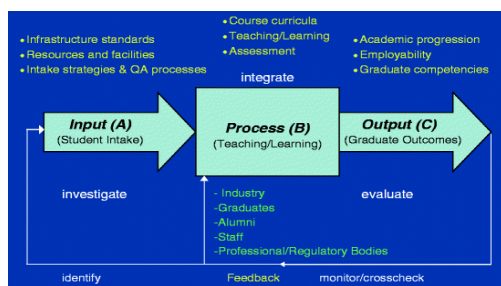 • Infrastructure standards
• Resources and facilities
• Intake strategies & QA processes
• Course curricula
• Teaching/Learning
• Assessment
integrate
• Academic progression
• Employability
• Graduate competencies
Input (A)
(Student Intake)
Process (B)
(Teaching/Learning)
Output (C)
(Graduate Outcomes)
investigate
- Industry
-Graduates
-Alumni
-Staff
-Professional/Regulatory Bodies
evaluate
identify
Feedback
monitor/crosscheck